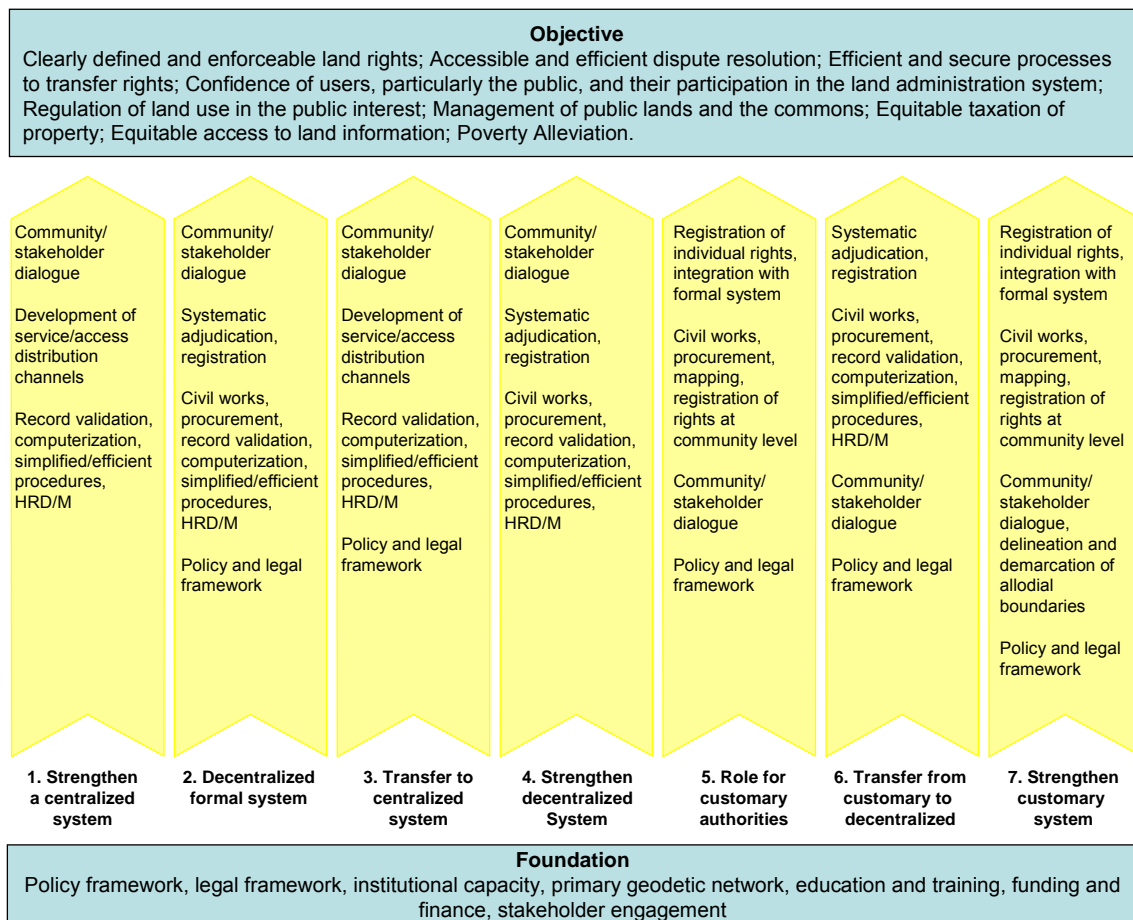 Objective
Clearly defined and enforceable land rights; Accessible and efficient dispute resolution; Efficient and secure processes
to transfer rights; Confidence of users, particularly the public, and their participation in the land administration system;
Regulation of land use in the public interest; Management of public lands and the commons; Equitable taxation of
property; Equitable access to land information; Poverty Alleviation.
Community/
stakeholder
dialogue
Development of
service/access
distribution
channels
Record validation,
computerization,
simplified/efficient
procedures,
HRD/M
Community/
stakeholder
dialogue
Systematic
adjudication,
registration
Civil works,
procurement,
record validation,
computerization,
simplified/efficient
procedures,
HRD/M
Policy and legal
framework
Community/
stakeholder
dialogue
Development of
service/access
distribution
channels
Record validation,
computerization,
simplified/efficient
procedures,
HRD/M
Policy and legal
framework
Community/
stakeholder
dialogue
Systematic
adjudication,
registration
Civil works,
procurement,
record validation,
computerization,
simplified/efficient
procedures,
HRD/M
Registration of
individual rights,
integration with
formal system
Civil works,
procurement,
mapping,
registration of
rights at
community level
Community/
stakeholder
dialogue
Policy and legal
framework
Systematic
adjudication,
registration
Civil works,
procurement,
record validation,
computerization,
simplified/efficient
procedures,
HRD/M
Community/
stakeholder
dialogue
Policy and legal
framework
Registration of
individual rights,
integration with
formal system
Civil works,
procurement,
mapping,
registration of
rights at
community level
Community/
stakeholder
dialogue,
delineation and
demarcation of
allodial
boundaries
Policy and legal
framework
1. Strengthen
a centralized
system
2. Decentralized
formal system
3. Transfer to
centralized
system
4. Strengthen
decentralized
System
5. Role for
customary
authorities
6. Transfer from
customary to
decentralized
7. Strengthen
customary
system
Foundation
Policy framework, legal framework, institutional capacity, primary geodetic network, education and training, funding and
finance, stakeholder engagement